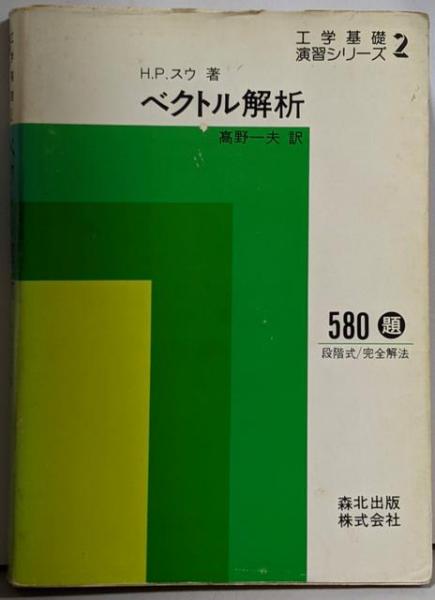 工学基礎
演習シリーズ 2
H.P.スウ 著
ベクトル解析
高野一夫 訳
580 題
段階式/完全解法
森北出版
株式会社